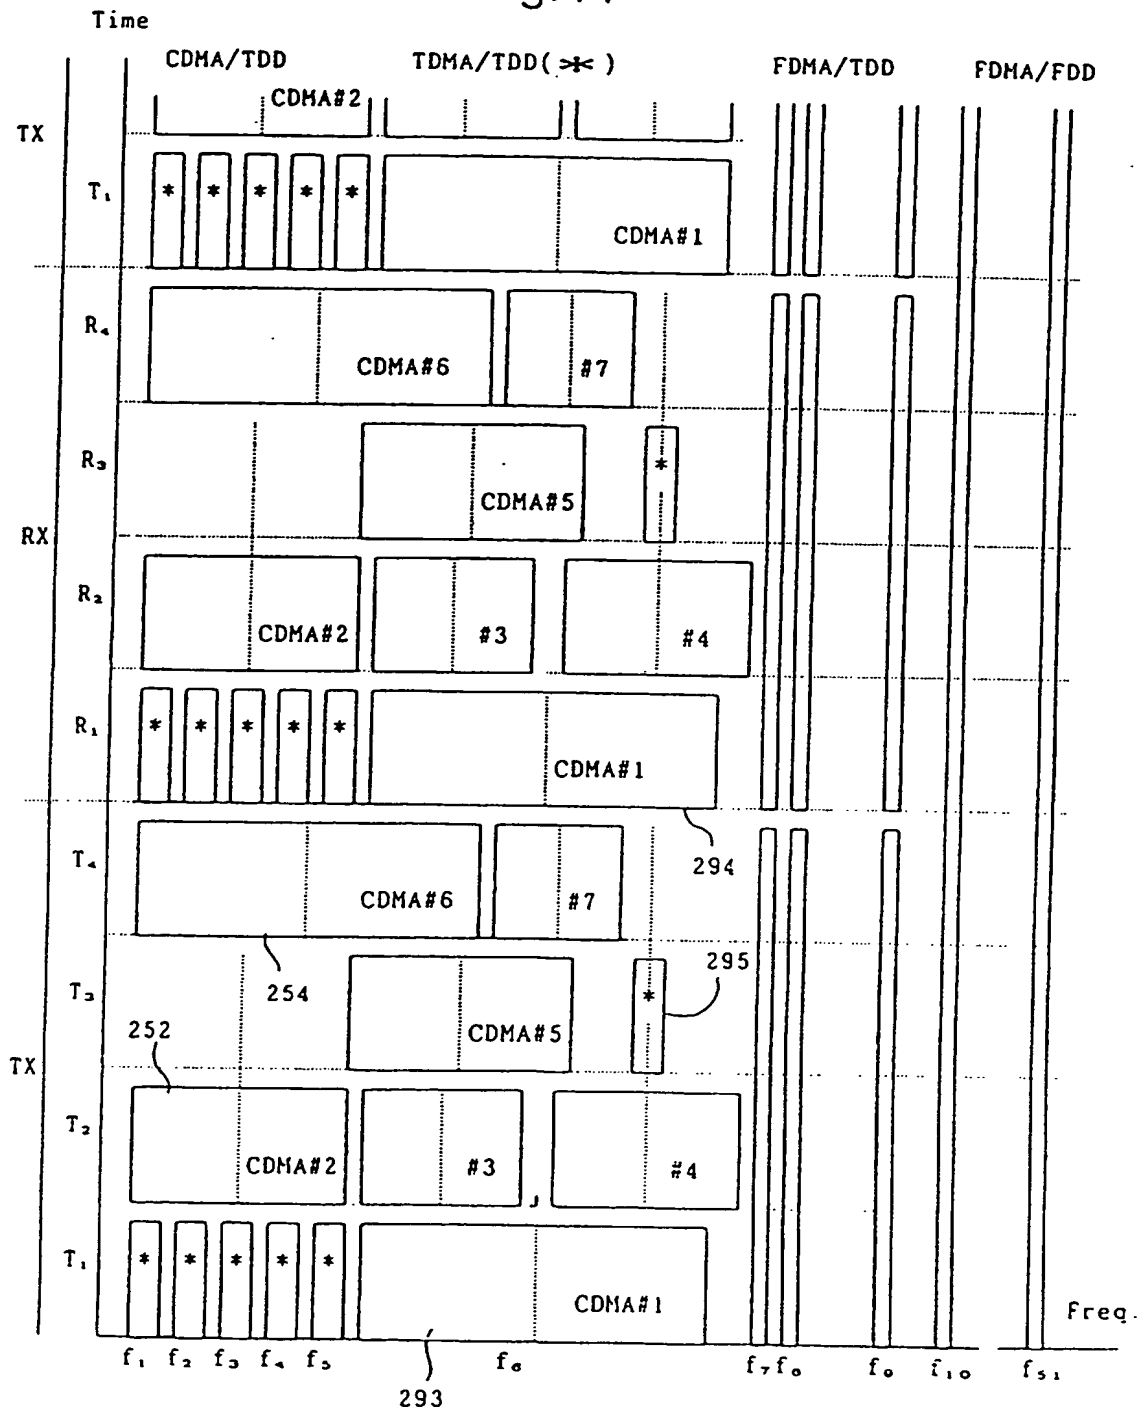 Time
CDMA/TDD TDMA/TDD(>*<) FDMA/TDD FDMA/FDD
CDMA#2
TX
T₁ * * * * *
CDMA#1
R₄
CDMA#6 #7
R₃ *
CDMA#5
RX
R₂
CDMA#2 #3 #4
R₁ * * * * *
CDMA#1
294
T₄
CDMA#6 #7
295
T₃ 254 *
252 CDMA#5
TX
T₂
CDMA#2 #3 #4
T₁ * * * * *
CDMA#1 Freq.
f₁ f₂ f₃ f₄ f₅ f₆ f₇ f₈ f₉ f₁₀ f₅₁
293